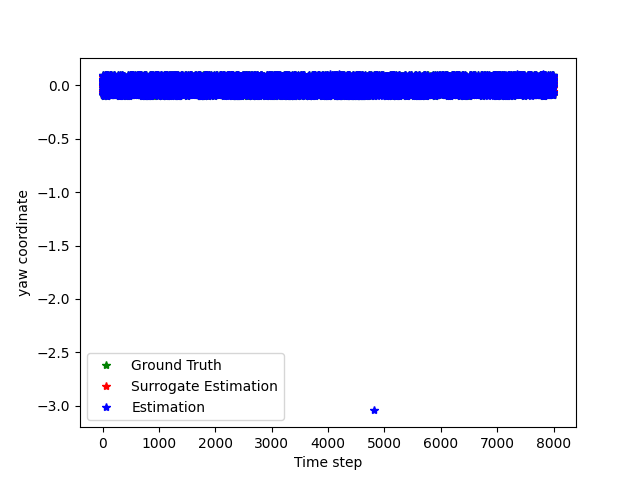 0.0
−0.5
−1.0
−1.5
−2.0
−2.5
−3.0
yaw coordinate
Ground Truth
Surrogate Estimation
Estimation
0 1000 2000 3000 4000 5000 6000 7000 8000
Time step